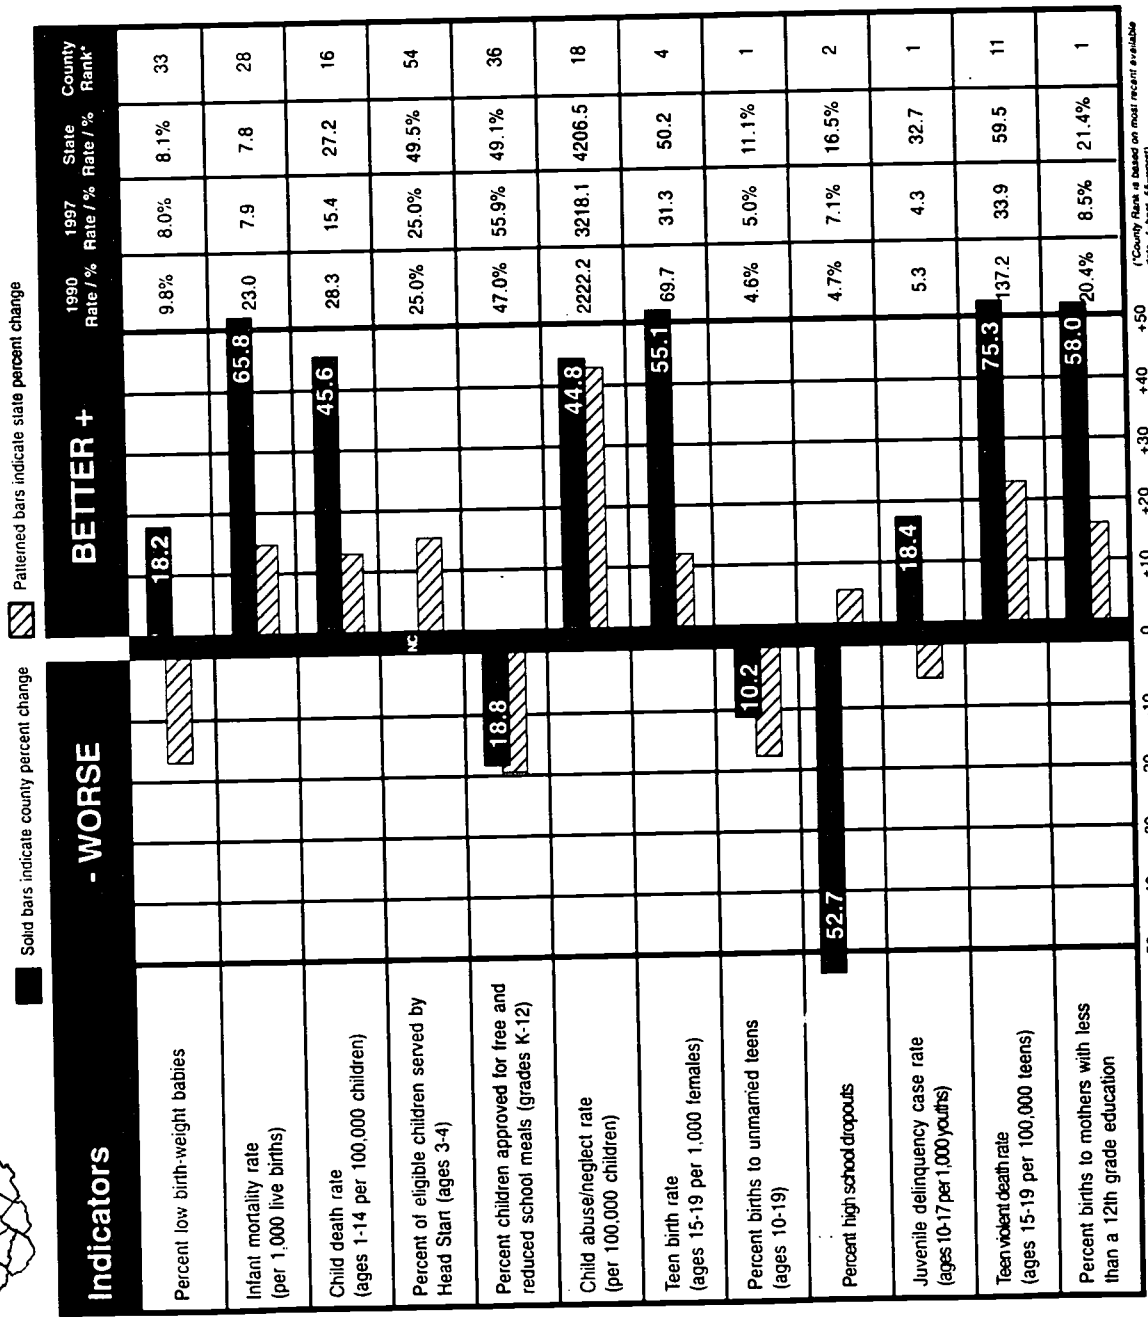 Solid bars indicate county percent change
Patterned bars indicate state percent change
Indicators
- WORSE
BETTER +
1990
Rate / %
1997
Rate / %
State
Rate / %
County
Rank*
Percent low birth-weight babies
18.2
9.8%
8.0%
8.1%
33
Infant mortality rate
(per 1,000 live births)
65.8
23.0
7.9
7.8
28
Child death rate
(ages 1-14 per 100,000 children)
45.6
28.3
15.4
27.2
16
Percent of eligible children served by
Head Start (ages 3-4)
NC
25.0%
25.0%
49.5%
54
Percent children approved for free and
reduced school meals (grades K-12)
18.8
47.0%
55.9%
49.1%
36
Child abuse/neglect rate
(per 100,000 children)
44.8
2222.2
3218.1
4206.5
18
Teen birth rate
(ages 15-19 per 1,000 females)
55.1
69.7
31.3
50.2
4
Percent births to unmarried teens
(ages 10-19)
10.2
4.6%
5.0%
11.1%
1
Percent high school dropouts
52.7
4.7%
7.1%
16.5%
2
Juvenile delinquency case rate
(ages 10-17 per 1,000 youths)
18.4
5.3
4.3
32.7
1
Teen violent death rate
(ages 15-19 per 100,000 teens)
75.3
137.2
33.9
59.5
11
Percent births to mothers with less
than a 12th grade education
58.0
20.4%
8.5%
21.4%
1
0
+10
+20
+30
+40
+50
(*County Rank is based on most recent available